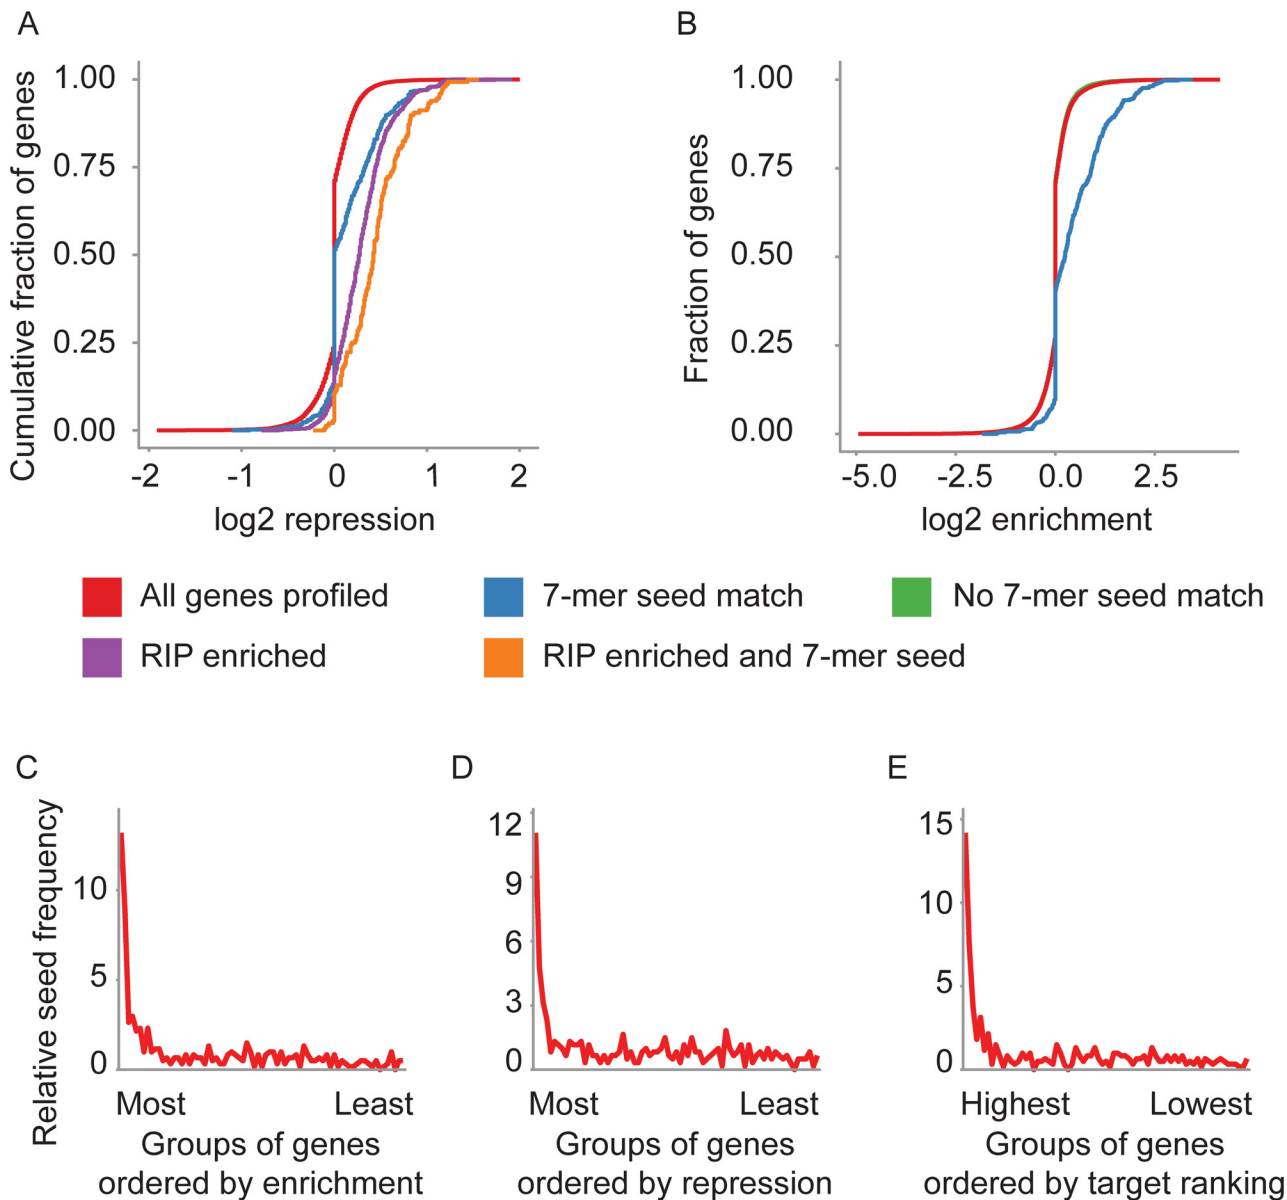 A
Cumulative fraction of genes
1.00
0.75
0.50
0.25
0.00
-2 -1 0 1 2
log2 repression
B
Fraction of genes
1.00
0.75
0.50
0.25
0.00
-5.0 -2.5 0.0 2.5
log2 enrichment
All genes profiled
7-mer seed match
No 7-mer seed match
RIP enriched
RIP enriched and 7-mer seed
C
Relative seed frequency
10
5
0
Most Least
Groups of genes
ordered by enrichment
D
12
9
6
3
0
Most Least
Groups of genes
ordered by repression
E
15
10
5
0
Highest Lowest
Groups of genes
ordered by target ranking